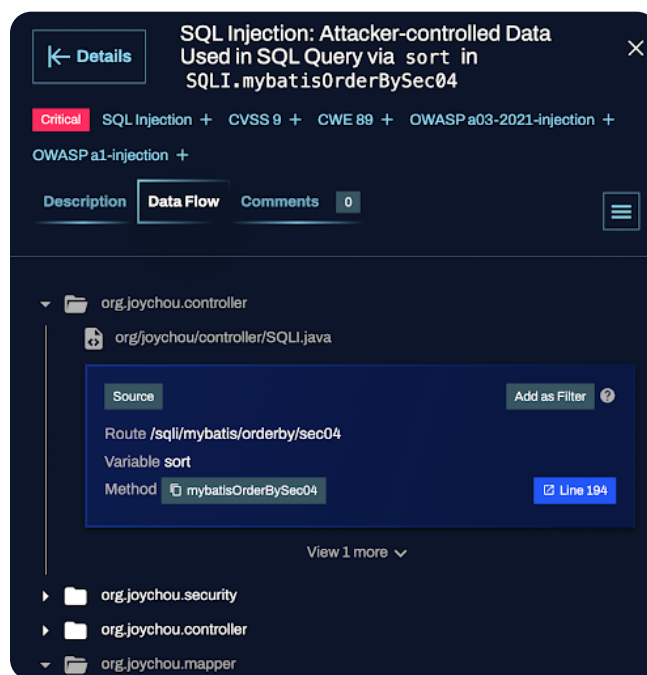 Details
SQL Injection: Attacker-controlled Data
Used in SQL Query via sort in
SQLI.mybatisOrderBySec04
Critical SQL Injection + CVSS 9 + CWE 89 + OWASP a03-2021-injection +
OWASP a1-injection +
Description Data Flow Comments 0
org.joychou.controller
org/joychou/controller/SQLI.java
Source Add as Filter ?
Route /sqli/mybatis/orderby/sec04
Variable sort
Method mybatisOrderBySec04 Line 194
View 1 more
org.joychou.security
org.joychou.controller
org.joychou.mapper